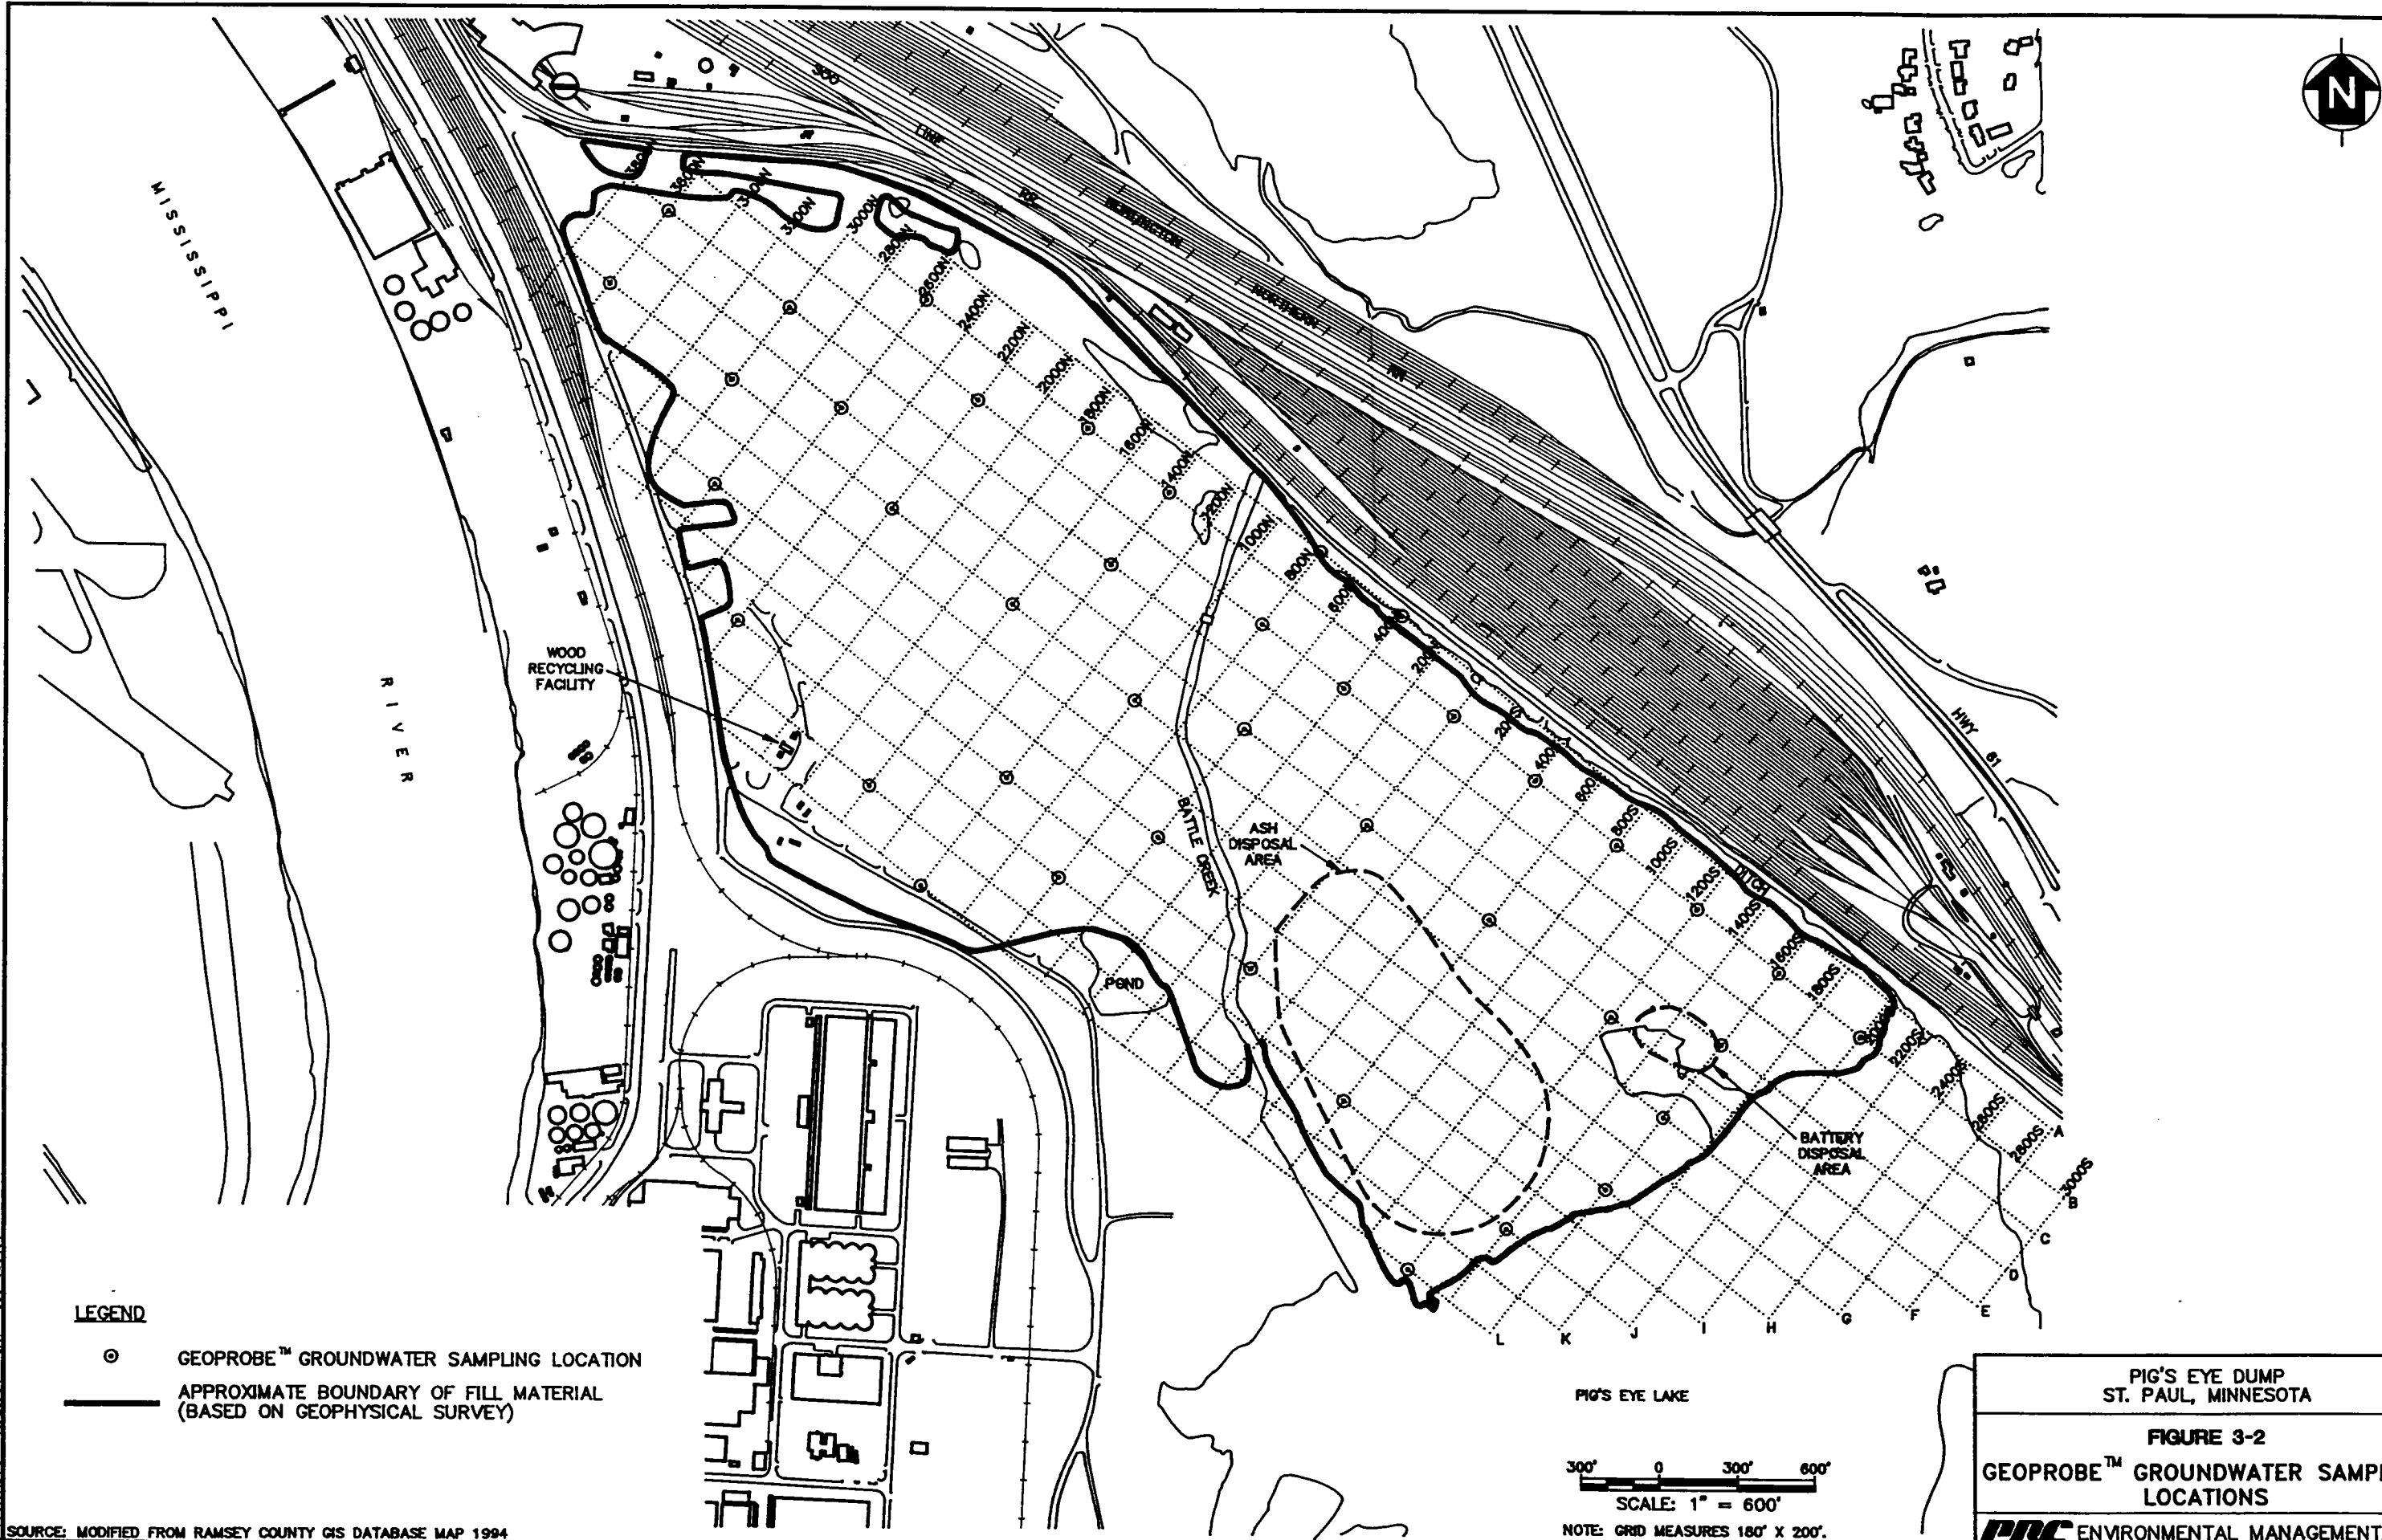 N
SOO
LINE
RR
BURLINGTON
NORTHERN
RR
MISSISSIPPI
RIVER
3800N
3600N
3400N
3200N
3000N
2800N
2600N
2400N
2200N
2000N
1800N
1600N
1400N
1200N
1000N
800N
600N
400N
200N
0
200S
400S
600S
800S
1000S
1200S
1400S
1600S
1800S
2000S
2200S
2400S
2600S
2800S
3000S
DITCH
HWY 61
WOOD
RECYCLING
FACILITY
BATTLE CREEK
ASH
DISPOSAL
AREA
POND
BATTERY
DISPOSAL
AREA
A
B
C
D
E
F
G
H
I
J
K
L
LEGEND
GEOPROBE™ GROUNDWATER SAMPLING LOCATION
APPROXIMATE BOUNDARY OF FILL MATERIAL
(BASED ON GEOPHYSICAL SURVEY)
PIG'S EYE LAKE
300' 0 300' 600'
SCALE: 1" = 600'
NOTE: GRID MEASURES 180' X 200'.
PIG'S EYE DUMP
ST. PAUL, MINNESOTA
FIGURE 3-2
GEOPROBE™ GROUNDWATER SAMPL
LOCATIONS
PRC ENVIRONMENTAL MANAGEMENT
SOURCE: MODIFIED FROM RAMSEY COUNTY GIS DATABASE MAP 1994